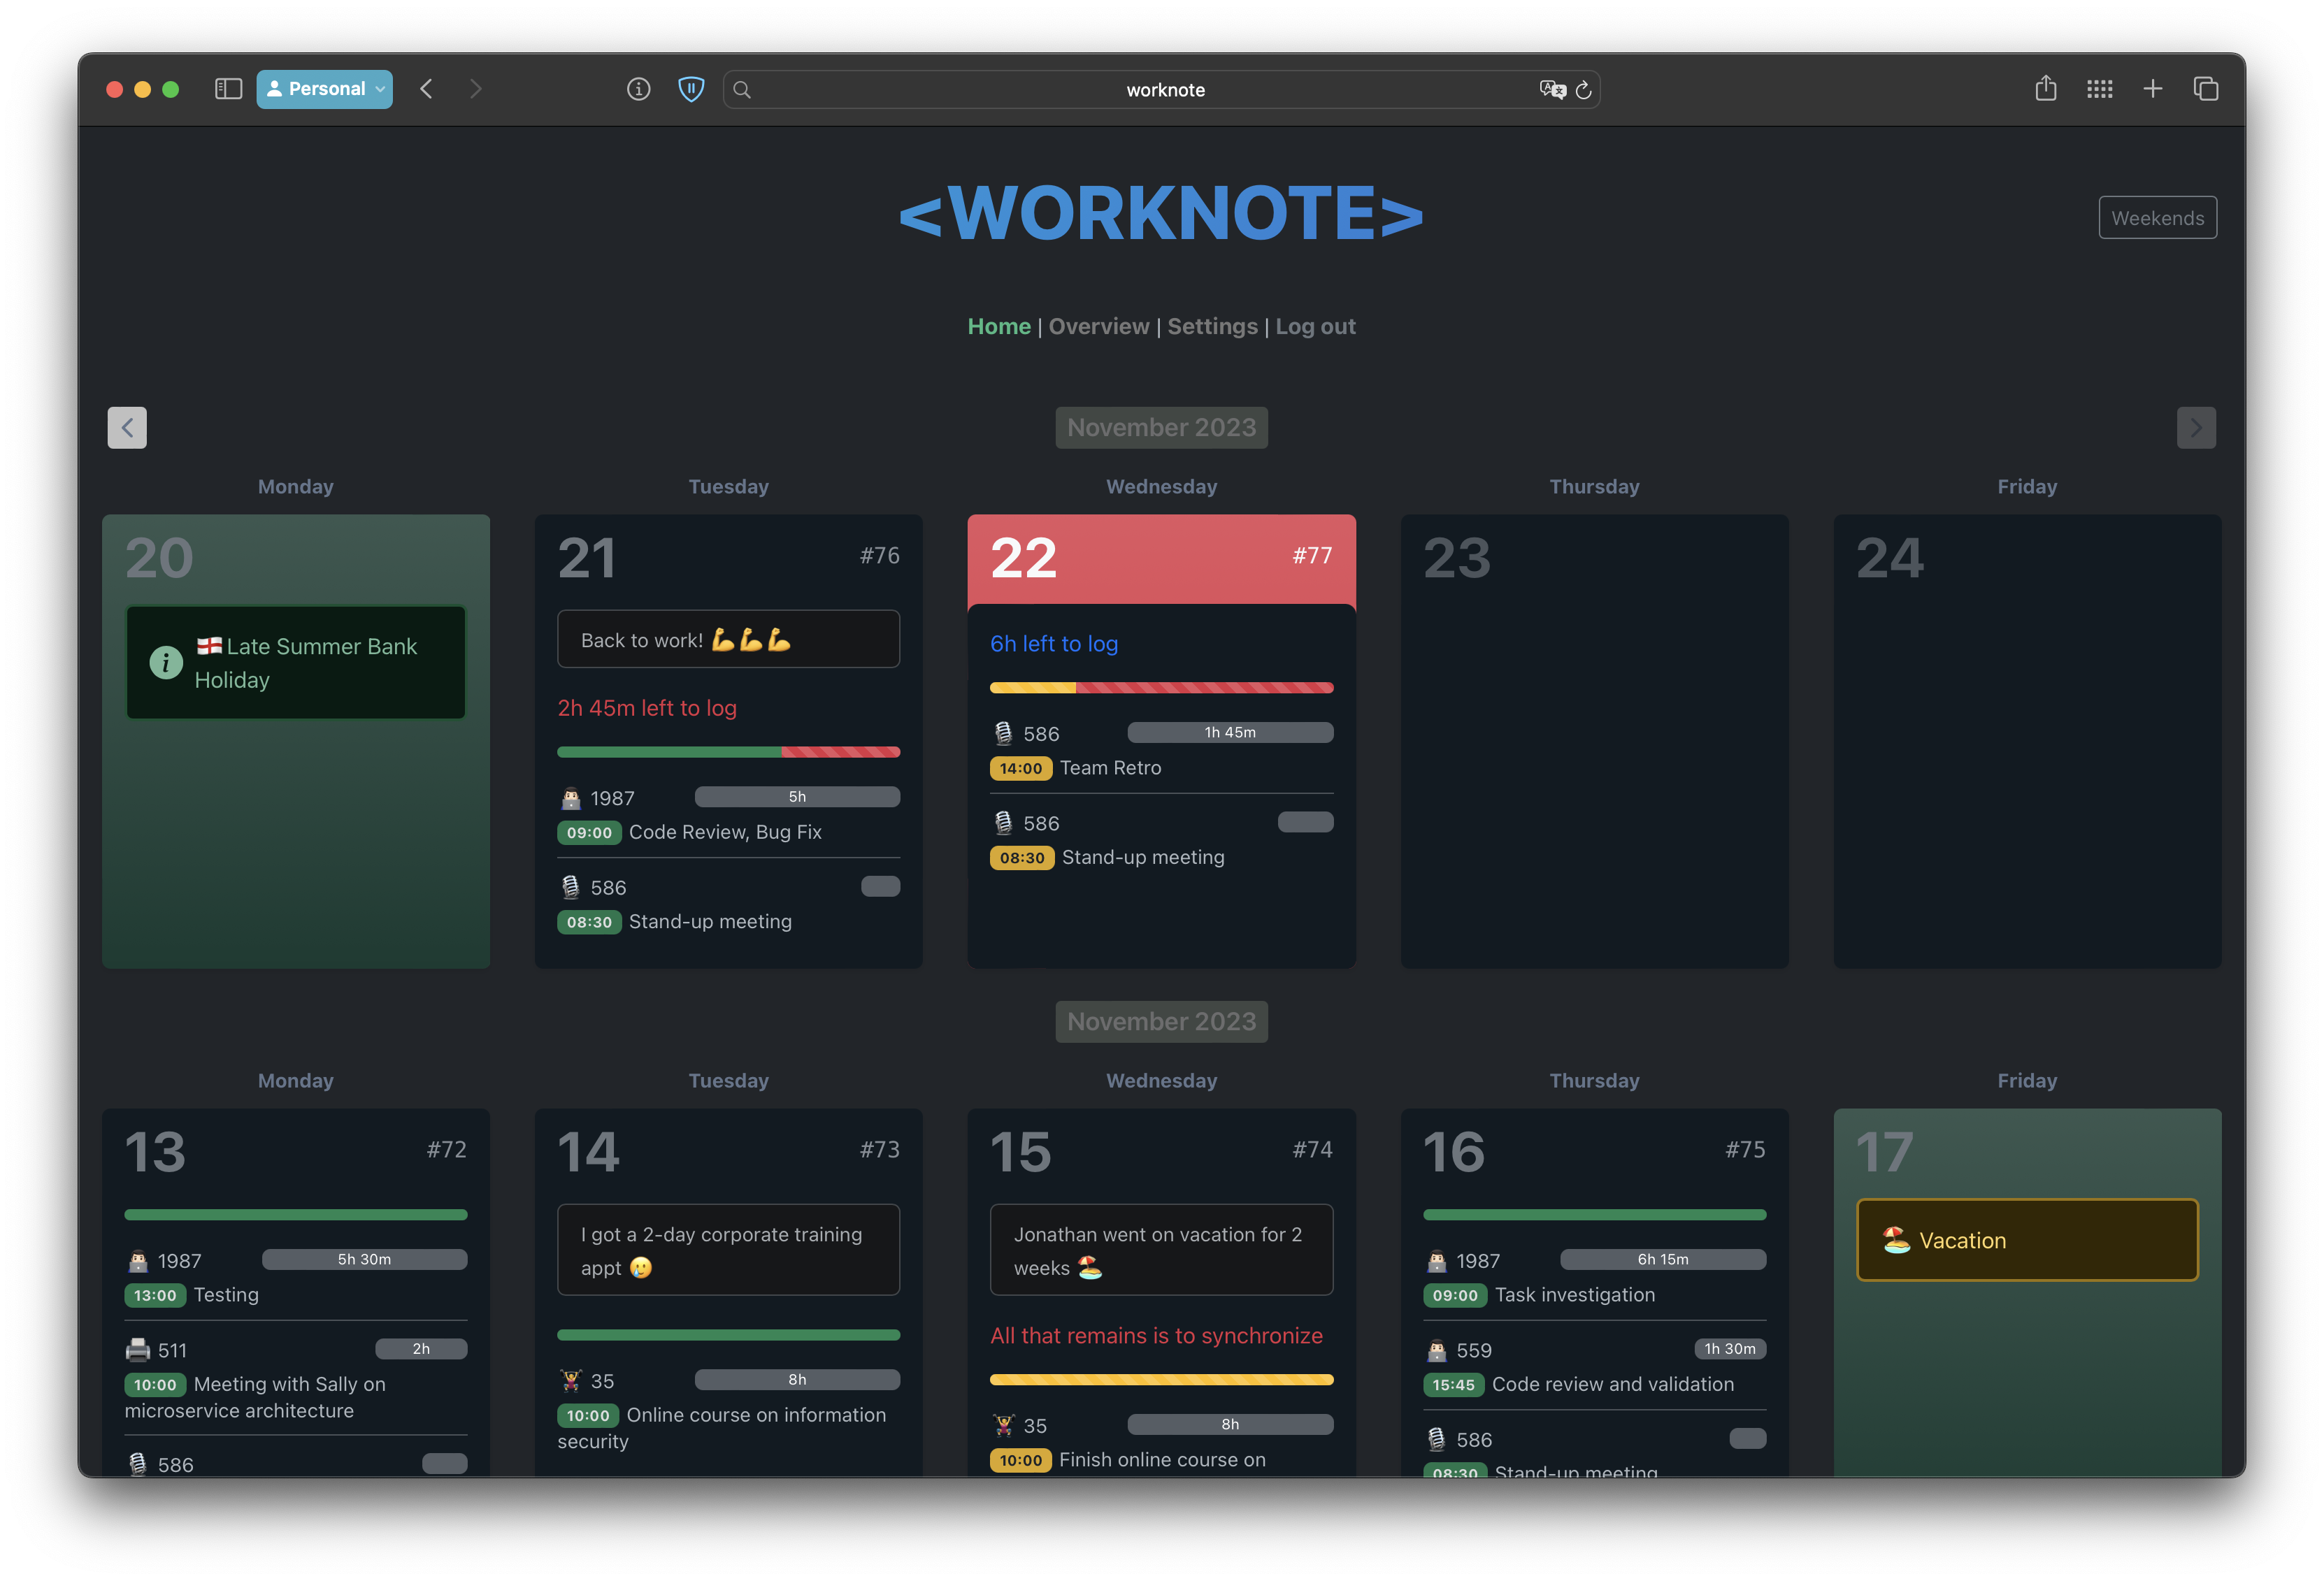 Personal
worknote
<WORKNOTE>
Weekends
Home | Overview | Settings | Log out
November 2023
Monday
Tuesday
Wednesday
Thursday
Friday
20
Late Summer Bank
Holiday
21 #76
Back to work! 💪💪💪
2h 45m left to log
1987 5h
09:00 Code Review, Bug Fix
586
08:30 Stand-up meeting
22 #77
6h left to log
586 1h 45m
14:00 Team Retro
586
08:30 Stand-up meeting
23
24
November 2023
Monday
Tuesday
Wednesday
Thursday
Friday
13 #72
1987 5h 30m
13:00 Testing
511 2h
10:00 Meeting with Sally on
microservice architecture
586
14 #73
I got a 2-day corporate training
appt 🥲
35 8h
10:00 Online course on information
security
15 #74
Jonathan went on vacation for 2
weeks 🏖️
All that remains is to synchronize
35 8h
10:00 Finish online course on
16 #75
1987 6h 15m
09:00 Task investigation
559 1h 30m
15:45 Code review and validation
586
08:30 Stand-up meeting
17
🏖️ Vacation